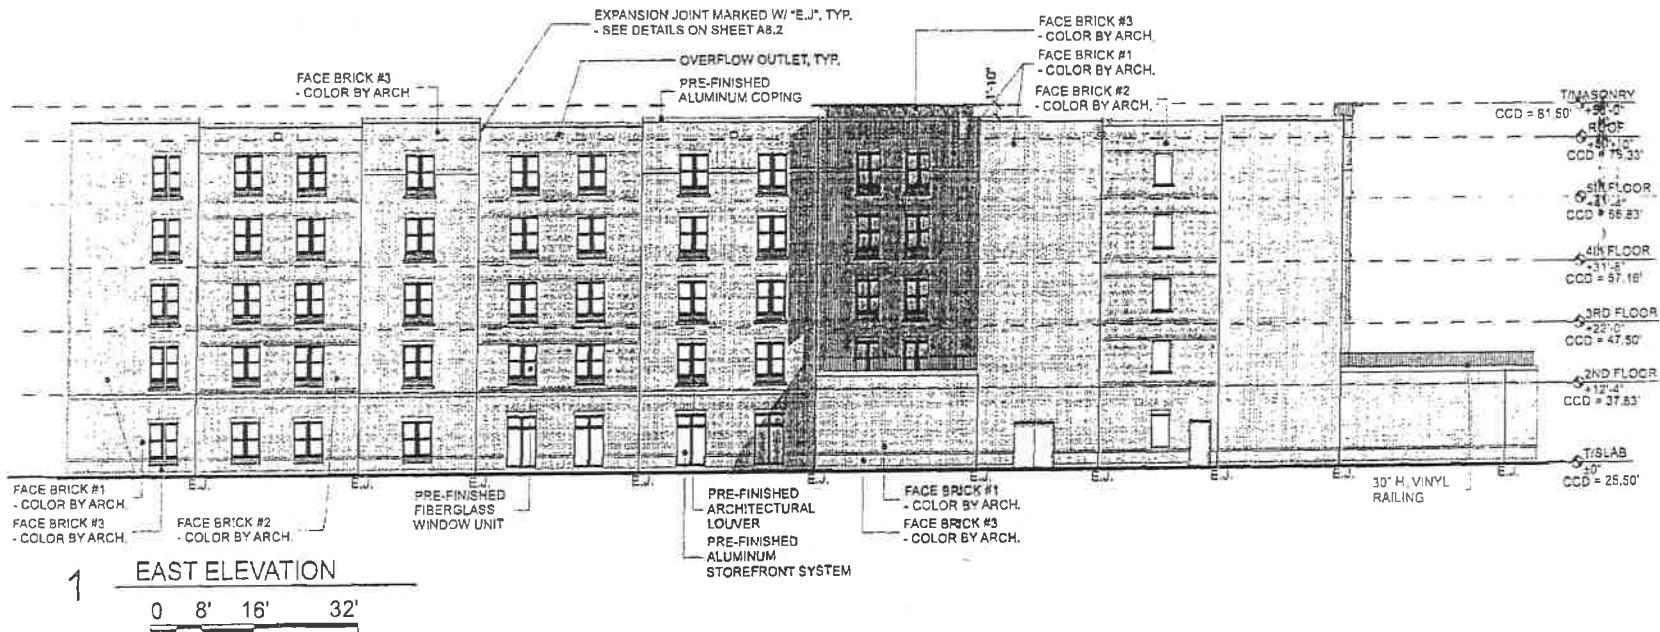 EXPANSION JOINT MARKED W/ "E.J", TYP.
- SEE DETAILS ON SHEET A8.2
OVERFLOW OUTLET, TYP.
FACE BRICK #3
- COLOR BY ARCH
PRE-FINISHED
ALUMINUM COPING
FACE BRICK #3
- COLOR BY ARCH.
FACE BRICK #1
- COLOR BY ARCH.
FACE BRICK #2
- COLOR BY ARCH.
1'-10"
T/MASONRY
CCD = 81.50'
ROOF
CCD = 75.33'
5TH FLOOR
CCD = 66.83'
4TH FLOOR
+31'-8"
CCD = 57.16'
3RD FLOOR
+22'-0"
CCD = 47.50'
2ND FLOOR
+12'-4"
CCD = 37.83'
T/SLAB
±0"
CCD = 25.50'
E.J. E.J. E.J. E.J. E.J. E.J. E.J. E.J. E.J.
30" H. VINYL
RAILING
FACE BRICK #1
- COLOR BY ARCH.
FACE BRICK #3
- COLOR BY ARCH.
FACE BRICK #2
- COLOR BY ARCH.
PRE-FINISHED
FIBERGLASS
WINDOW UNIT
PRE-FINISHED
ARCHITECTURAL
LOUVER
PRE-FINISHED
ALUMINUM
STOREFRONT SYSTEM
FACE BRICK #1
- COLOR BY ARCH.
FACE BRICK #3
- COLOR BY ARCH.
1 EAST ELEVATION
0 8' 16' 32'